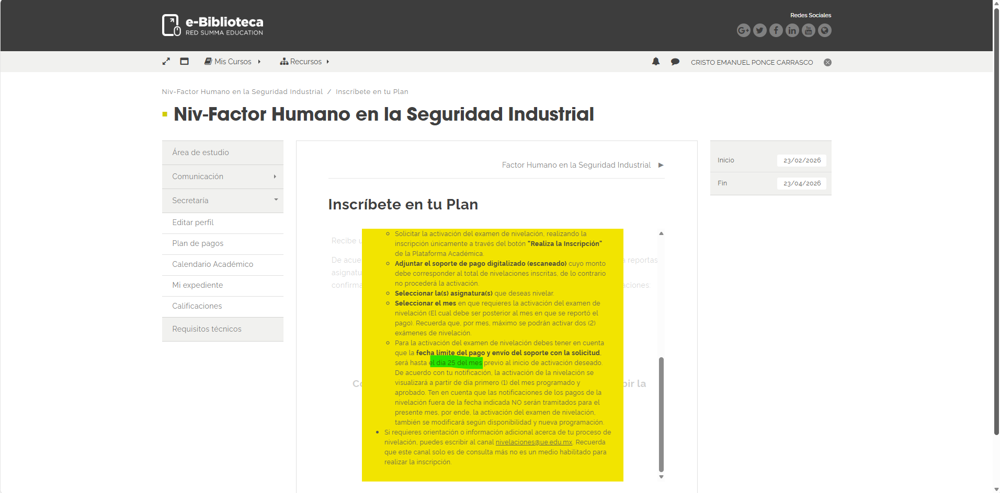 e-Biblioteca
RED SUMMA EDUCATION
Redes Sociales
Mis Cursos
Recursos
CRISTO EMANUEL PONCE CARRASCO
Niv-Factor Humano en la Seguridad Industrial / Inscríbete en tu Plan
Niv-Factor Humano en la Seguridad Industrial
Área de estudio
Comunicación
Secretaría
Editar perfil
Plan de pagos
Calendario Académico
Mi expediente
Calificaciones
Requisitos técnicos
Factor Humano en la Seguridad Industrial ►
Inscríbete en tu Plan
Recibe
De acue
a reportas
asignatu
confirma
aciones:
bir la
Solicitar la activación del examen de nivelación, realizando la
inscripción únicamente a través del botón “Realiza la Inscripción”
de la Plataforma Académica.
Adjuntar el soporte de pago digitalizado (escaneado) cuyo monto
debe corresponder al total de nivelaciones inscritas, de lo contrario
no procederá la activación.
Seleccionar la(s) asignatura(s) que deseas nivelar.
Seleccionar el mes en que requieres la activación del examen de
nivelación (El cual debe ser posterior al mes en que se reportó el
pago). Recuerda que, por mes, máximo se podrán activar dos (2)
exámenes de nivelación.
Para la activación del examen de nivelación debes tener en cuenta
que la fecha límite del pago y envío del soporte con la solicitud,
será hasta el día 25 del mes previo al inicio de activación deseado.
De acuerdo con tu notificación, la activación de la nivelación se
visualizará a partir de día primero (1) del mes programado y
aprobado. Ten en cuenta que las notificaciones de los pagos de la
nivelación fuera de la fecha indicada NO serán tramitados para el
presente mes, por ende, la activación del examen de nivelación,
también se modificará según disponibilidad y nueva programación.
Si requieres orientación o información adicional acerca de tu proceso de
nivelación, puedes escribir al canal nivelaciones@ue.edu.mx. Recuerda
que este canal solo es de consulta más no es un medio habilitado para
realizar la inscripción.
Inicio 23/02/2026
Fin 23/04/2026